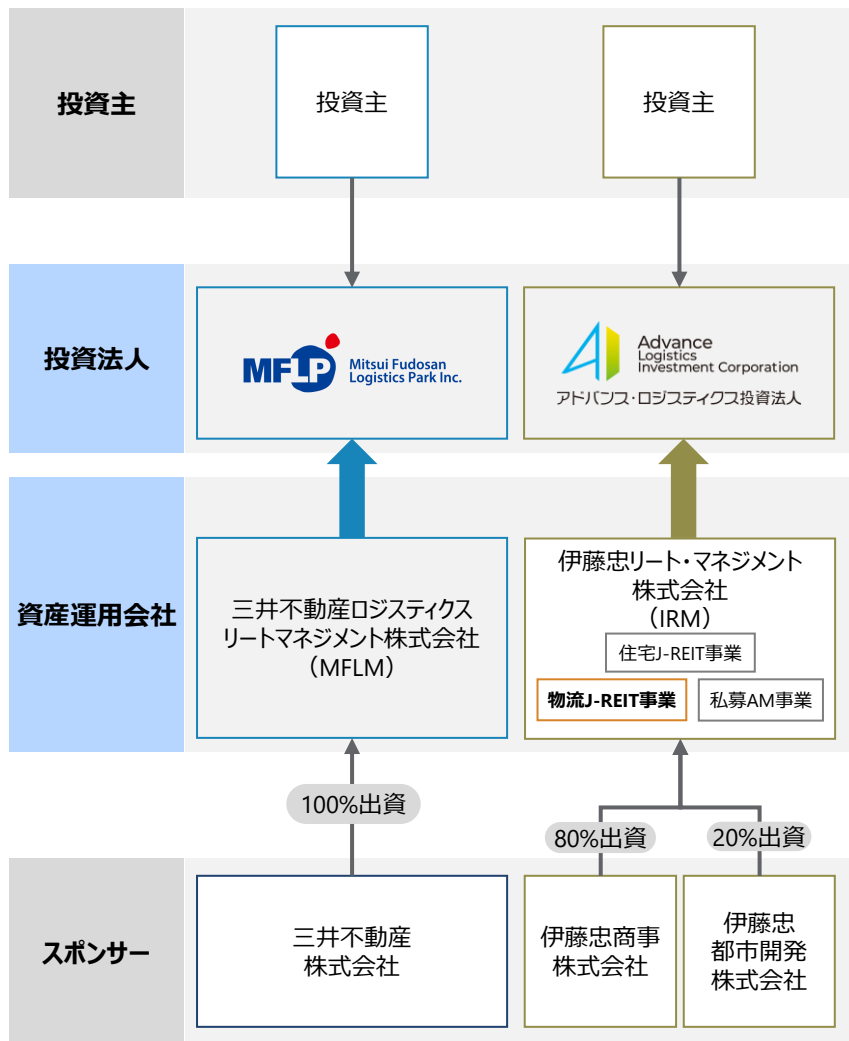 投資主
投資主
投資主
投資法人
MFLP
Mitsui Fudosan
Logistics Park Inc.
Advance
Logistics
Investment Corporation
アドバンス・ロジスティクス投資法人
資産運用会社
三井不動産ロジスティクス
リートマネジメント株式会社
（MFLM）
伊藤忠リート・マネジメント
株式会社
（IRM）
住宅J-REIT事業
物流J-REIT事業
私募AM事業
100%出資
80%出資
20%出資
スポンサー
三井不動産
株式会社
伊藤忠商事
株式会社
伊藤忠
都市開発
株式会社